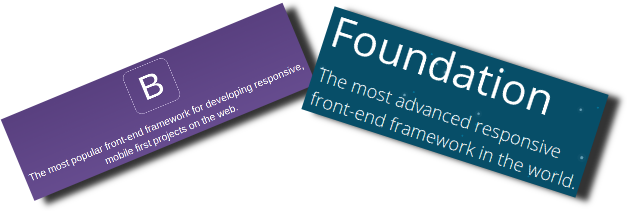 B
The most popular front-end framework for developing responsive,
mobile first projects on the web.
Foundation
The most advanced responsive
front-end framework in the world.